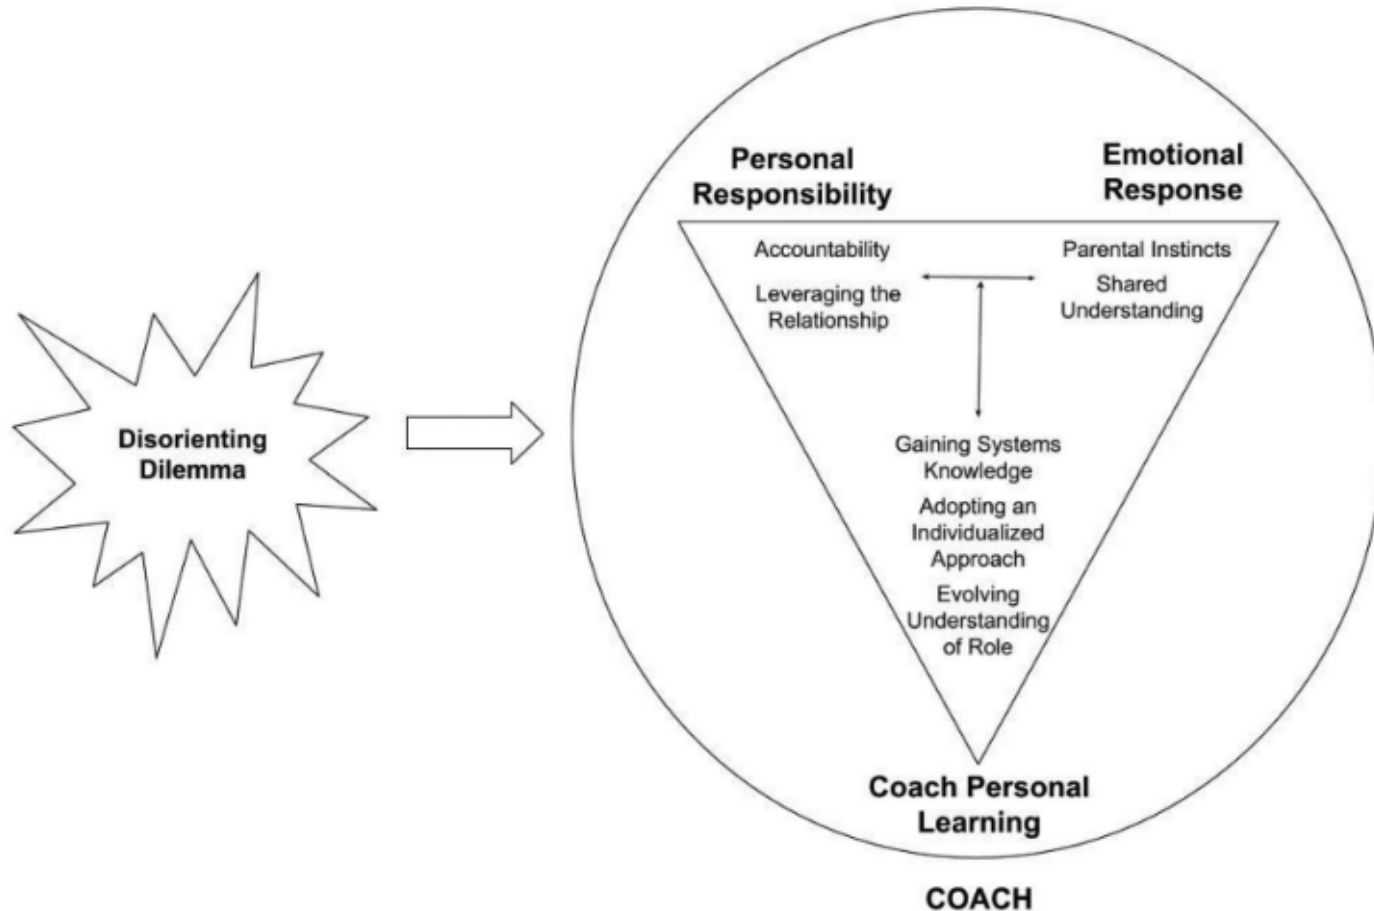 Disorienting
Dilemma
Personal
Responsibility
Emotional
Response
Accountability
Leveraging the
Relationship
Parental Instincts
Shared
Understanding
Gaining Systems
Knowledge
Adopting an
Individualized
Approach
Evolving
Understanding
of Role
Coach Personal
Learning
COACH